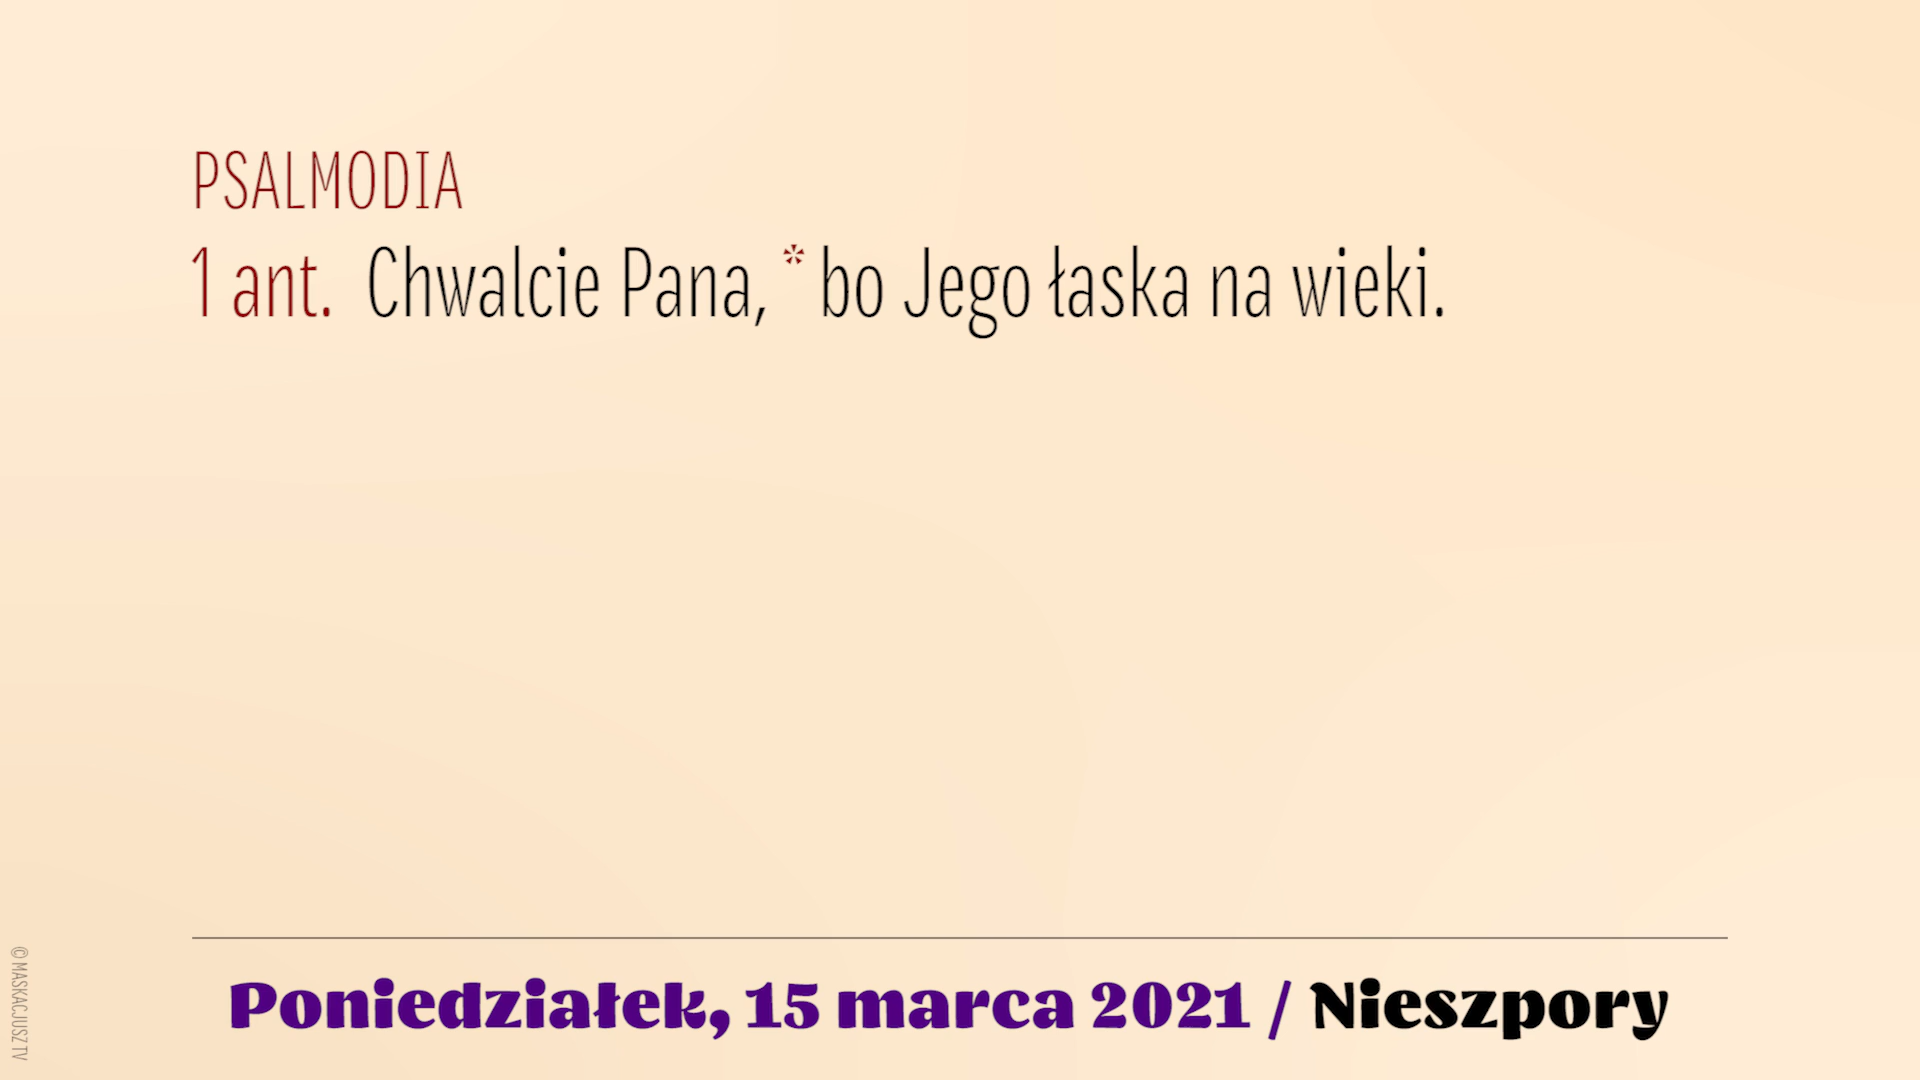 PSALMODIA
1 ant. Chwalcie Pana, * bo Jego łaska na wieki.
Poniedziałek, 15 marca 2021 / Nieszpory
© MASKACJUSZ TV